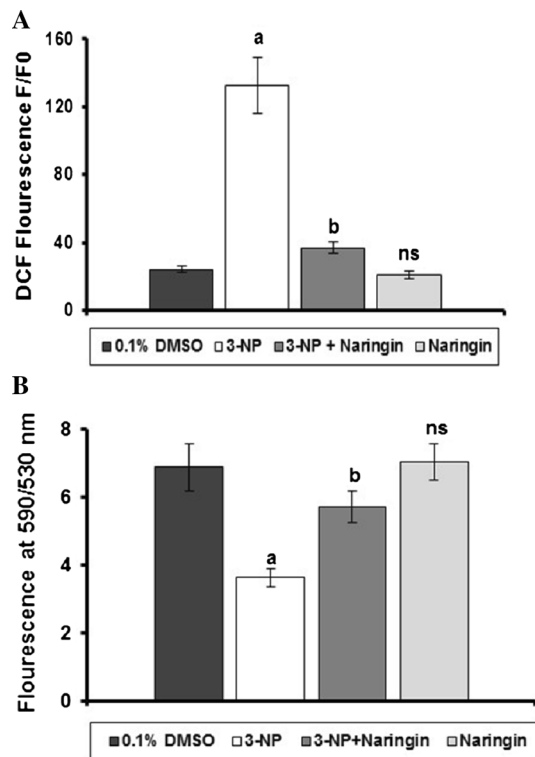 A
DCF Flourescence F/F0
160
120
80
40
0
a
b
ns
0.1% DMSO 3-NP 3-NP + Naringin Naringin
B
Flourescence at 590/530 nm
8
6
4
2
0
a
b
ns
0.1% DMSO 3-NP 3-NP+Naringin Naringin